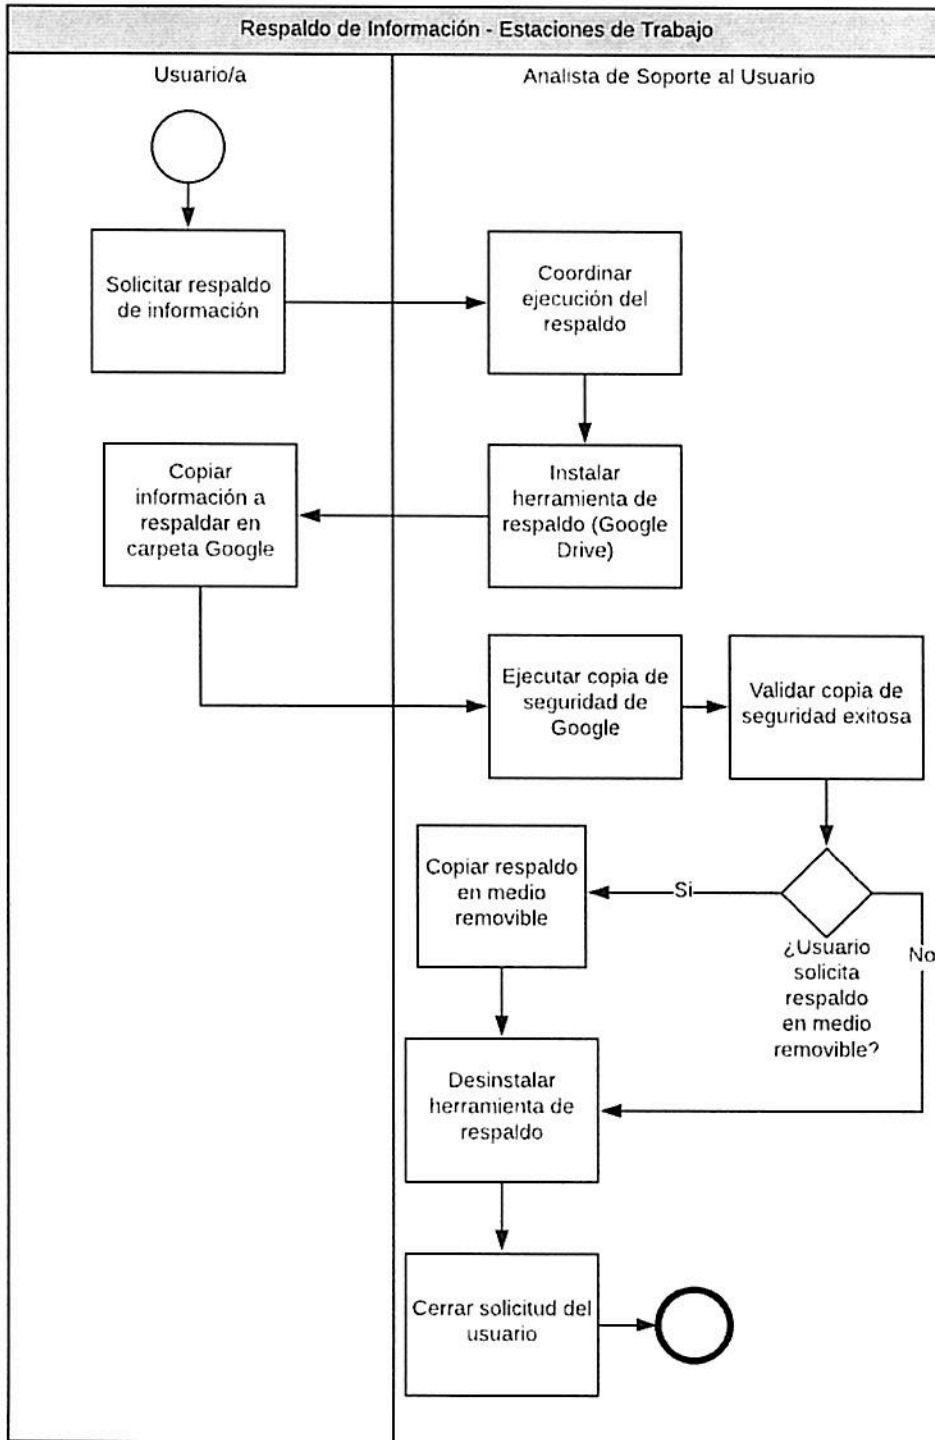 Respaldo de Información - Estaciones de Trabajo
Usuario/a
Analista de Soporte al Usuario
Solicitar respaldo
de información
Coordinar
ejecución del
respaldo
Copiar
información a
respaldar en
carpeta Google
Instalar
herramienta de
respaldo (Google
Drive)
Ejecutar copia de
seguridad de
Google
Validar copia de
seguridad exitosa
Copiar respaldo
en medio
removible
Si
No
¿Usuario
solicita
respaldo
en medio
removible?
Desinstalar
herramienta de
respaldo
Cerrar solicitud del
usuario